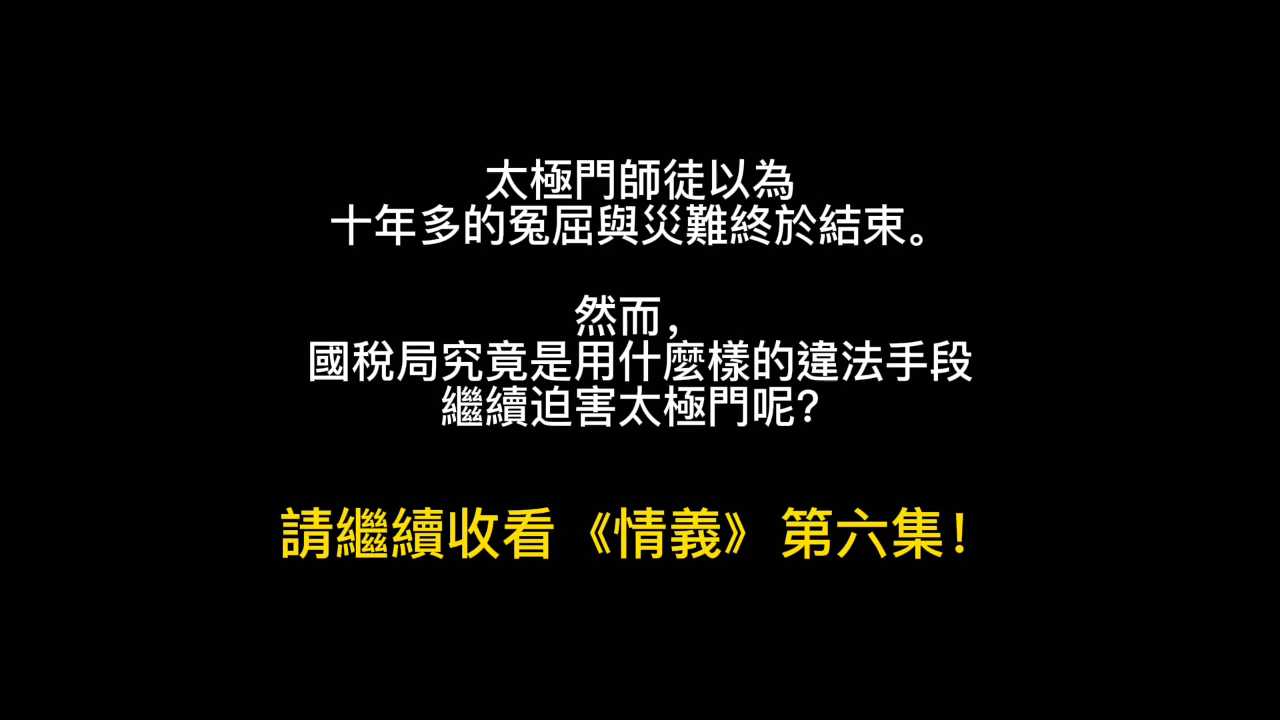 太極門師徒以為
十年多的冤屈與災難終於結束。
然而，
國稅局究竟是用什麼樣的違法手段
繼續迫害太極門呢？
請繼續收看《情義》第六集！